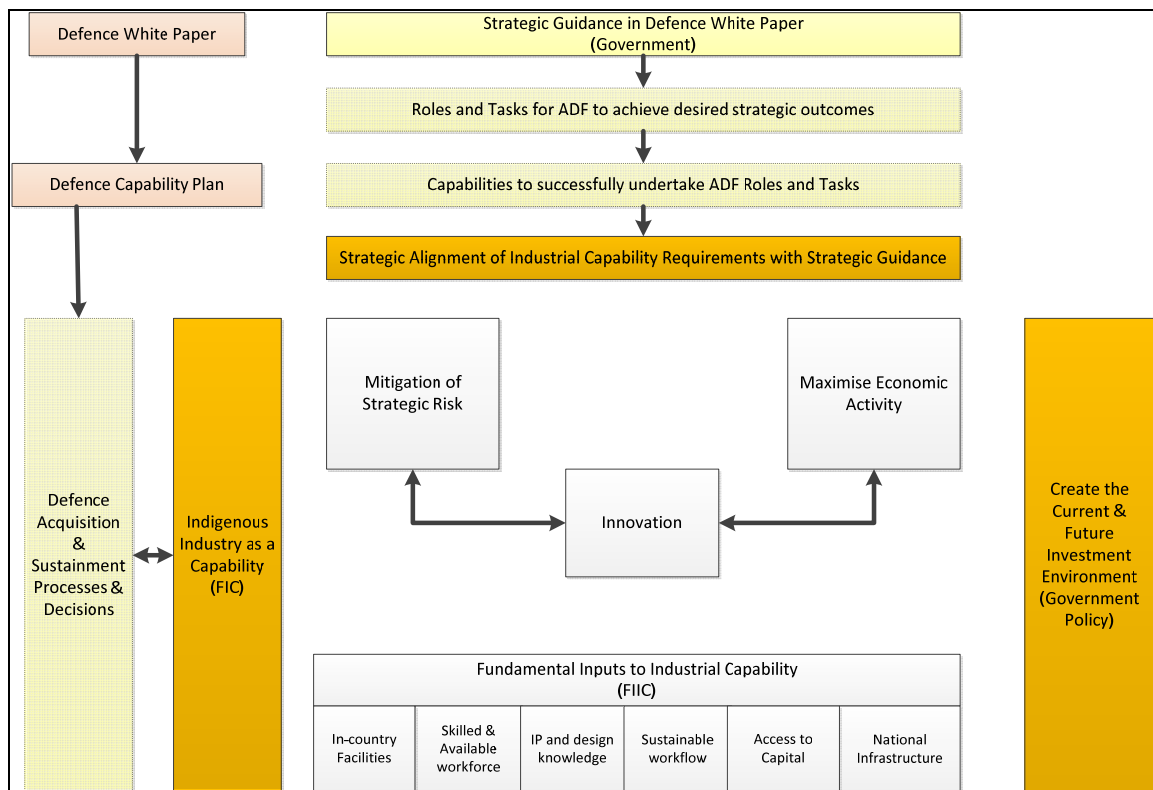 Defence White Paper
Strategic Guidance in Defence White Paper
(Government)
Roles and Tasks for ADF to achieve desired strategic outcomes
Defence Capability Plan
Capabilities to successfully undertake ADF Roles and Tasks
Strategic Alignment of Industrial Capability Requirements with Strategic Guidance
Mitigation of
Strategic Risk
Maximise Economic
Activity
Defence
Acquisition
&
Sustainment
Processes &
Decisions
Indigenous
Industry as a
Capability
(FIC)
Innovation
Create the
Current &
Future
Investment
Environment
(Government
Policy)
Fundamental Inputs to Industrial Capability
(FIIC)
In-country
Facilities
Skilled &
Available
workforce
IP and design
knowledge
Sustainable
workflow
Access to
Capital
National
Infrastructure